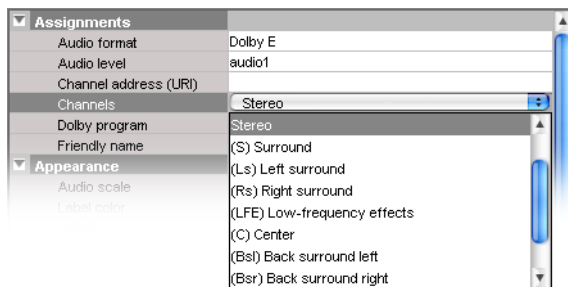 Assignments
Audio format Dolby E
Audio level audio1
Channel address (URI)
Channels Stereo
Dolby program Stereo
Friendly name (S) Surround
Appearance (Ls) Left surround
Audio scale (Rs) Right surround
Label color (LFE) Low-frequency effects
(C) Center
(Bsl) Back surround left
(Bsr) Back surround right